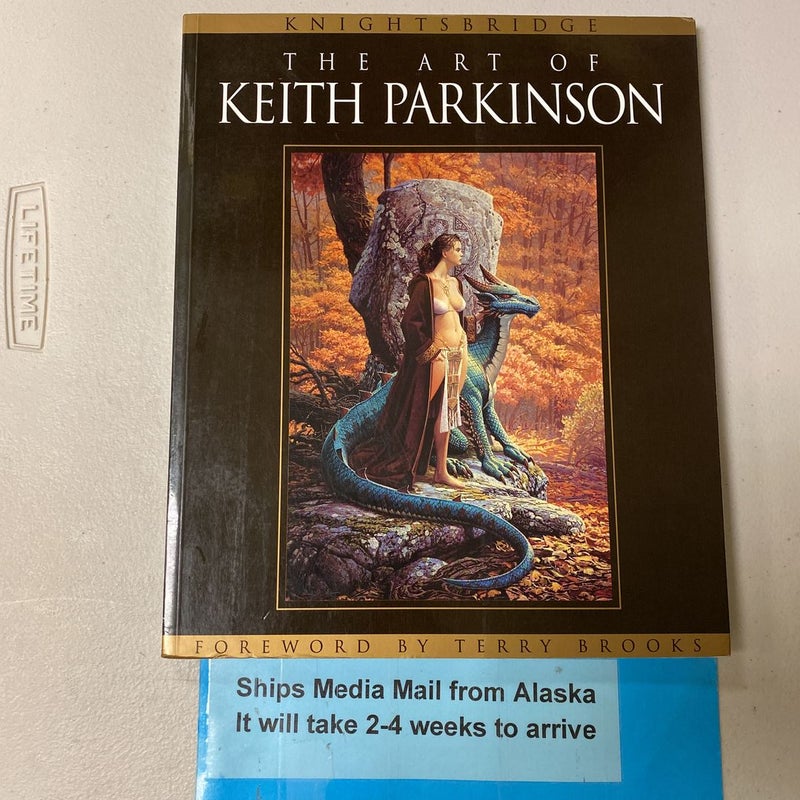 KNIGHTSBRIDGE
THE ART OF
KEITH PARKINSON
LIFETIME
FOREWORD BY TERRY BROOKS
Ships Media Mail from Alaska
It will take 2-4 weeks to arrive